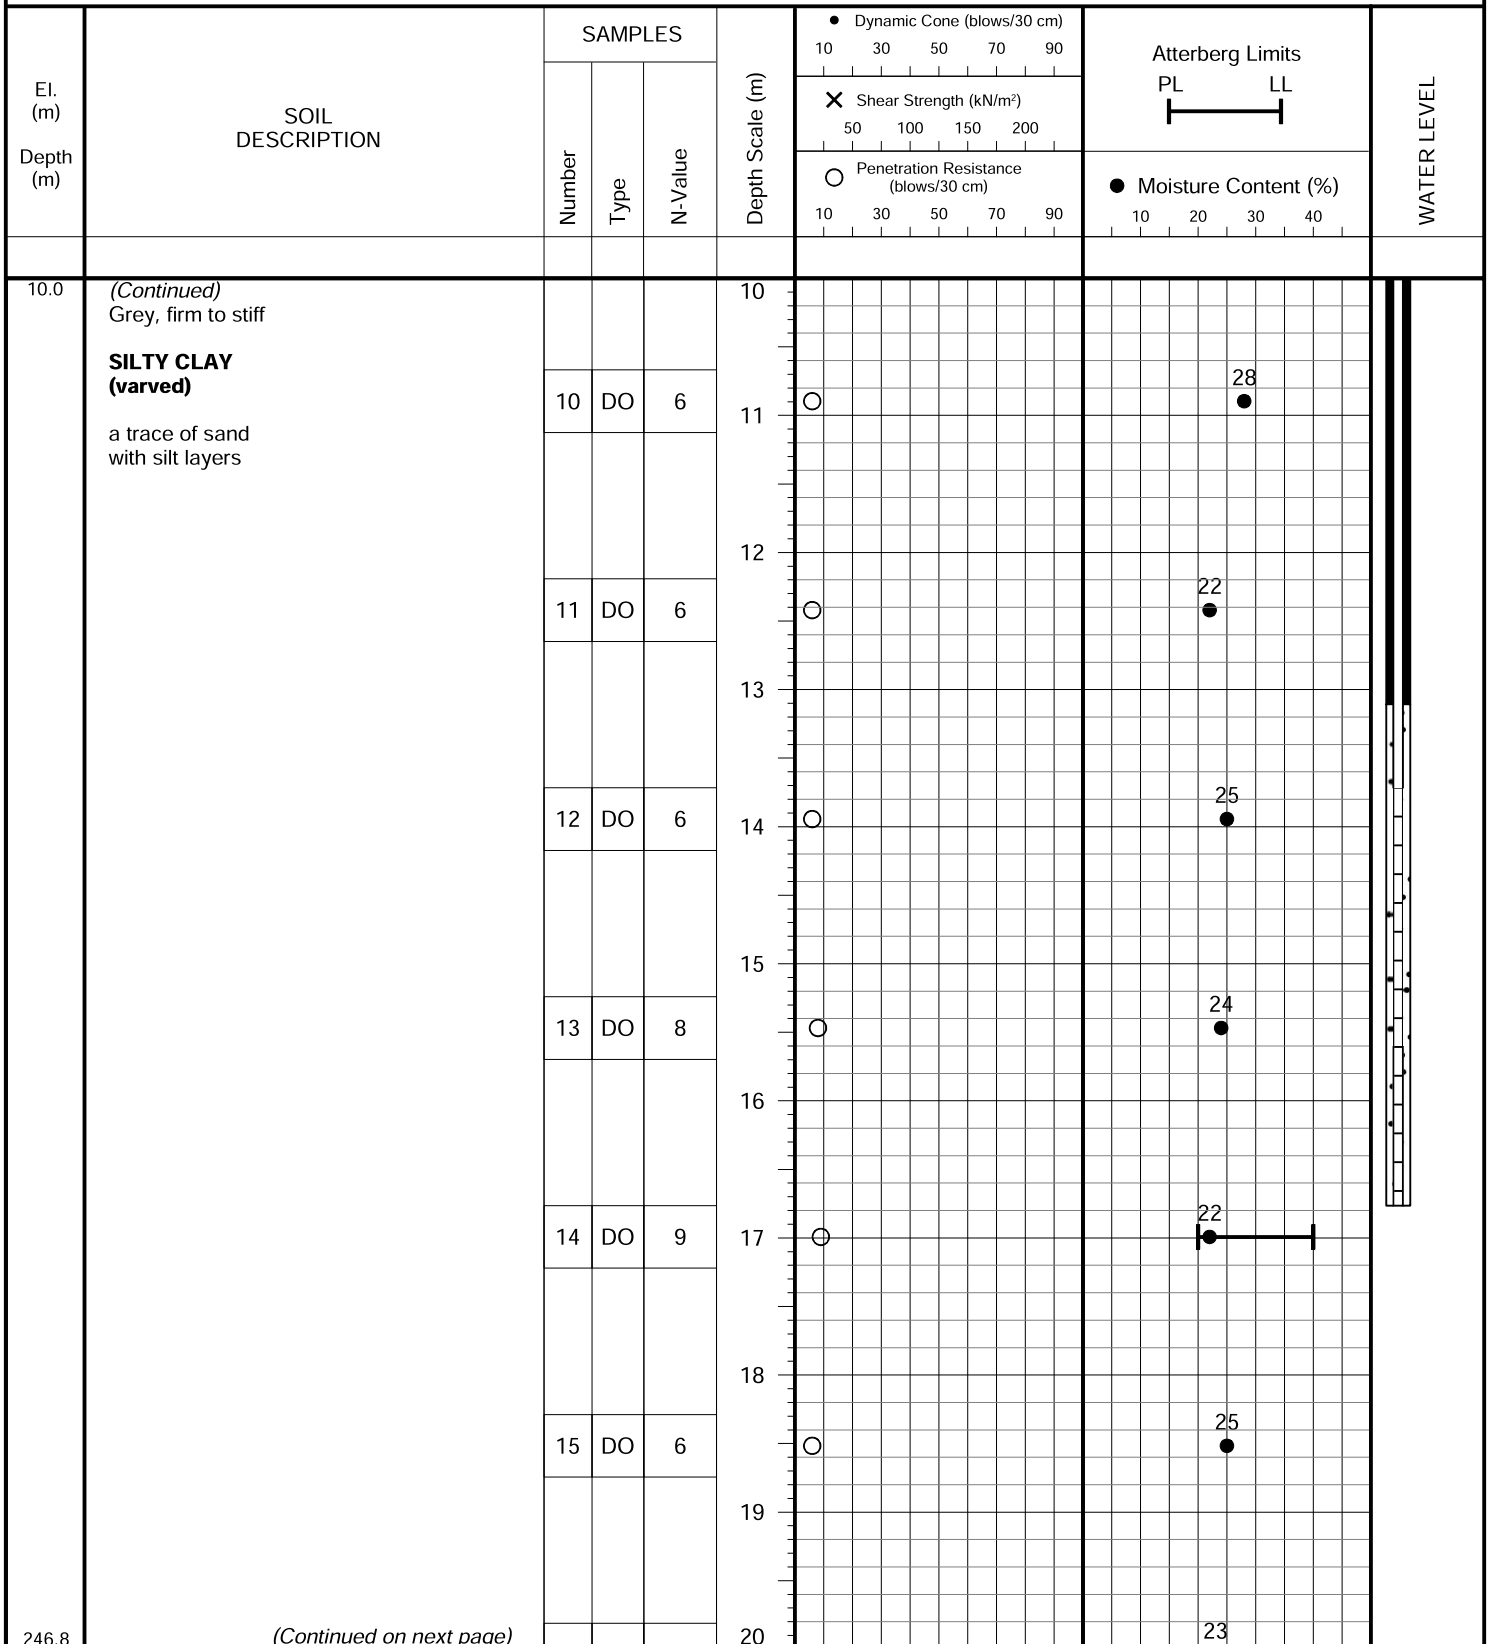 El.
(m)
Depth
(m)
SOIL
DESCRIPTION
SAMPLES
Number
Type
N-Value
Depth Scale (m)
Dynamic Cone (blows/30 cm)
10 30 50 70 90
Shear Strength (kN/m²)
50 100 150 200
Penetration Resistance
(blows/30 cm)
10 30 50 70 90
Atterberg Limits
PL LL
Moisture Content (%)
10 20 30 40
WATER LEVEL
10.0
(Continued)
Grey, firm to stiff
SILTY CLAY
(varved)
a trace of sand
with silt layers
10
28
10 DO 6
11
12
22
11 DO 6
13
25
12 DO 6
14
15
24
13 DO 8
16
22
14 DO 9
17
18
25
15 DO 6
19
23
246.8
(Continued on next page)
20